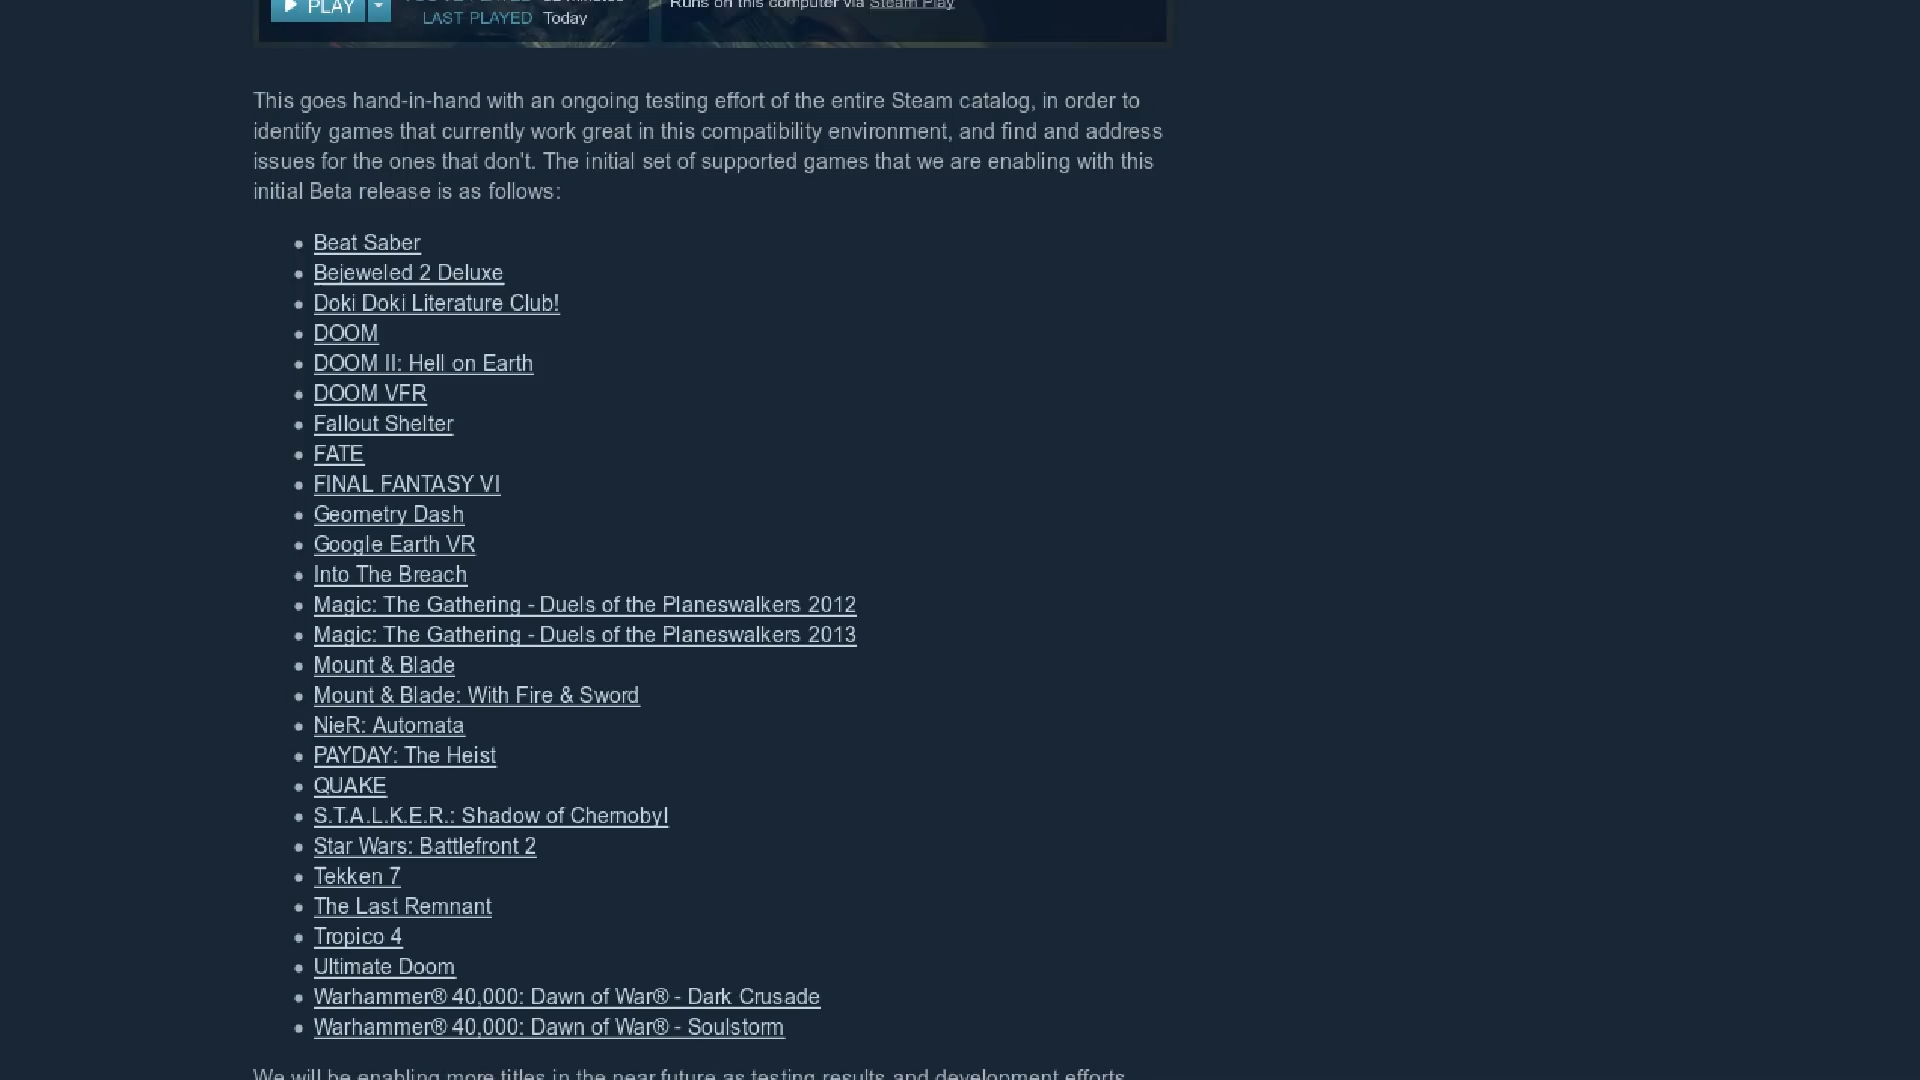 PLAY
LAST PLAYED Today
Runs on this computer via Steam Play
This goes hand-in-hand with an ongoing testing effort of the entire Steam catalog, in order to
identify games that currently work great in this compatibility environment, and find and address
issues for the ones that don't. The initial set of supported games that we are enabling with this
initial Beta release is as follows:
Beat Saber
Bejeweled 2 Deluxe
Doki Doki Literature Club!
DOOM
DOOM II: Hell on Earth
DOOM VFR
Fallout Shelter
FATE
FINAL FANTASY VI
Geometry Dash
Google Earth VR
Into The Breach
Magic: The Gathering - Duels of the Planeswalkers 2012
Magic: The Gathering - Duels of the Planeswalkers 2013
Mount & Blade
Mount & Blade: With Fire & Sword
NieR: Automata
PAYDAY: The Heist
QUAKE
S.T.A.L.K.E.R.: Shadow of Chernobyl
Star Wars: Battlefront 2
Tekken 7
The Last Remnant
Tropico 4
Ultimate Doom
Warhammer® 40,000: Dawn of War® - Dark Crusade
Warhammer® 40,000: Dawn of War® - Soulstorm
We will be enabling more titles in the near future as testing results and development efforts